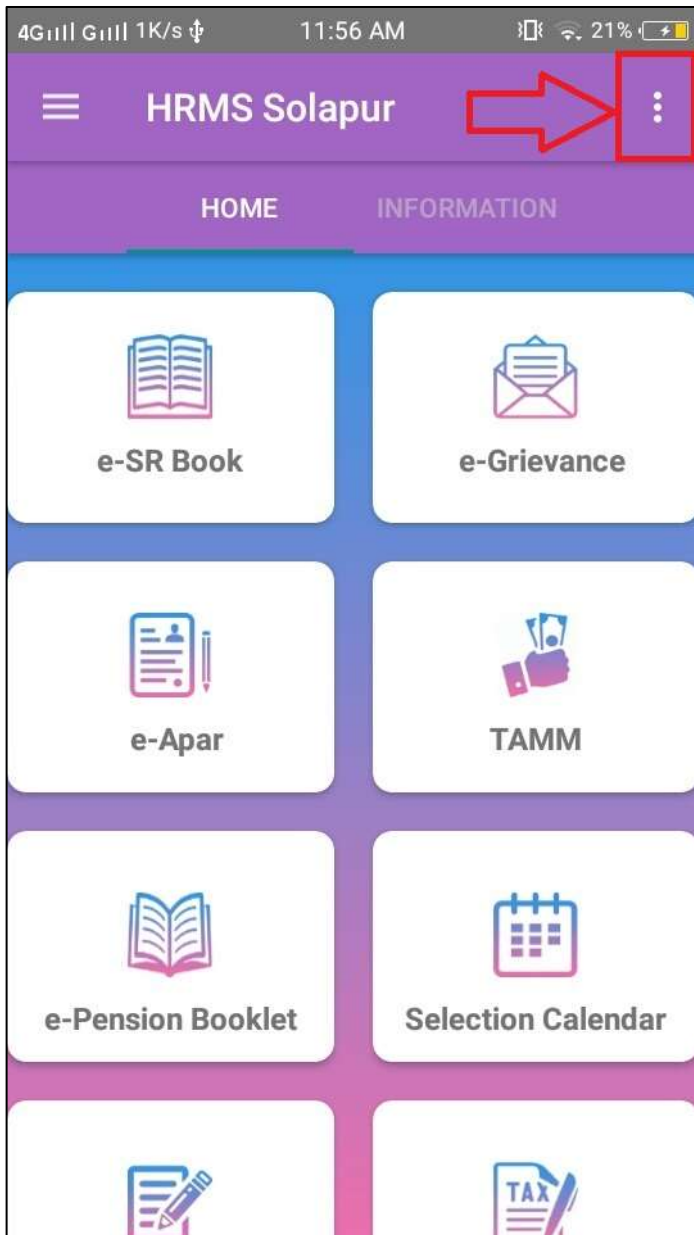 4G G 1K/s 11:56 AM 21%
HRMS Solapur
HOME INFORMATION
e-SR Book e-Grievance
e-Apar TAMM
e-Pension Booklet Selection Calendar
TAX